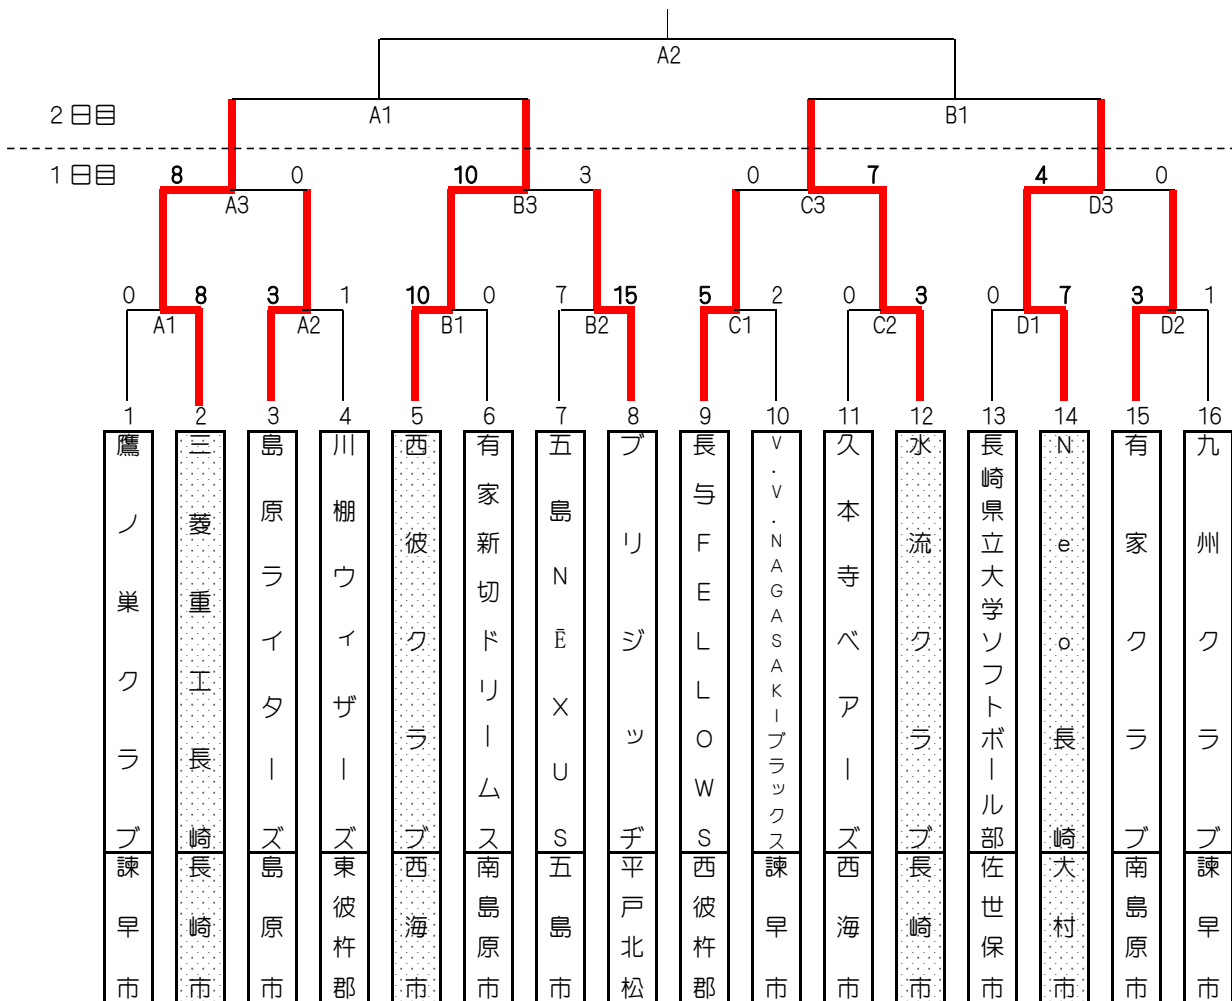 A2
2日目
A1
B1
1日目
8
0
10
3
0
7
4
0
A3
B3
C3
D3
0
8
3
1
10
0
7
15
5
2
0
3
0
7
3
1
A1
A2
B1
B2
C1
C2
D1
D2
1
2
3
4
5
6
7
8
9
10
11
12
13
14
15
16
鷹ノ巣クラブ
三菱重工長崎
島原ライターズ
川棚ウィザーズ
西彼クラブ
有家新切ドリームス
五島NĒXUS
ブリジッヂ
長与FELLOWS
V.V.NAGASAKIブラックス
久本寺ベアーズ
水流クラブ
長崎県立大学ソフトボール部
Neo長崎
有家クラブ
九州クラブ
諫早市
長崎市
島原市
東彼杵郡
西海市
南島原市
五島市
平戸北松
西彼杵郡
諫早市
西海市
長崎市
佐世保市
大村市
南島原市
諫早市